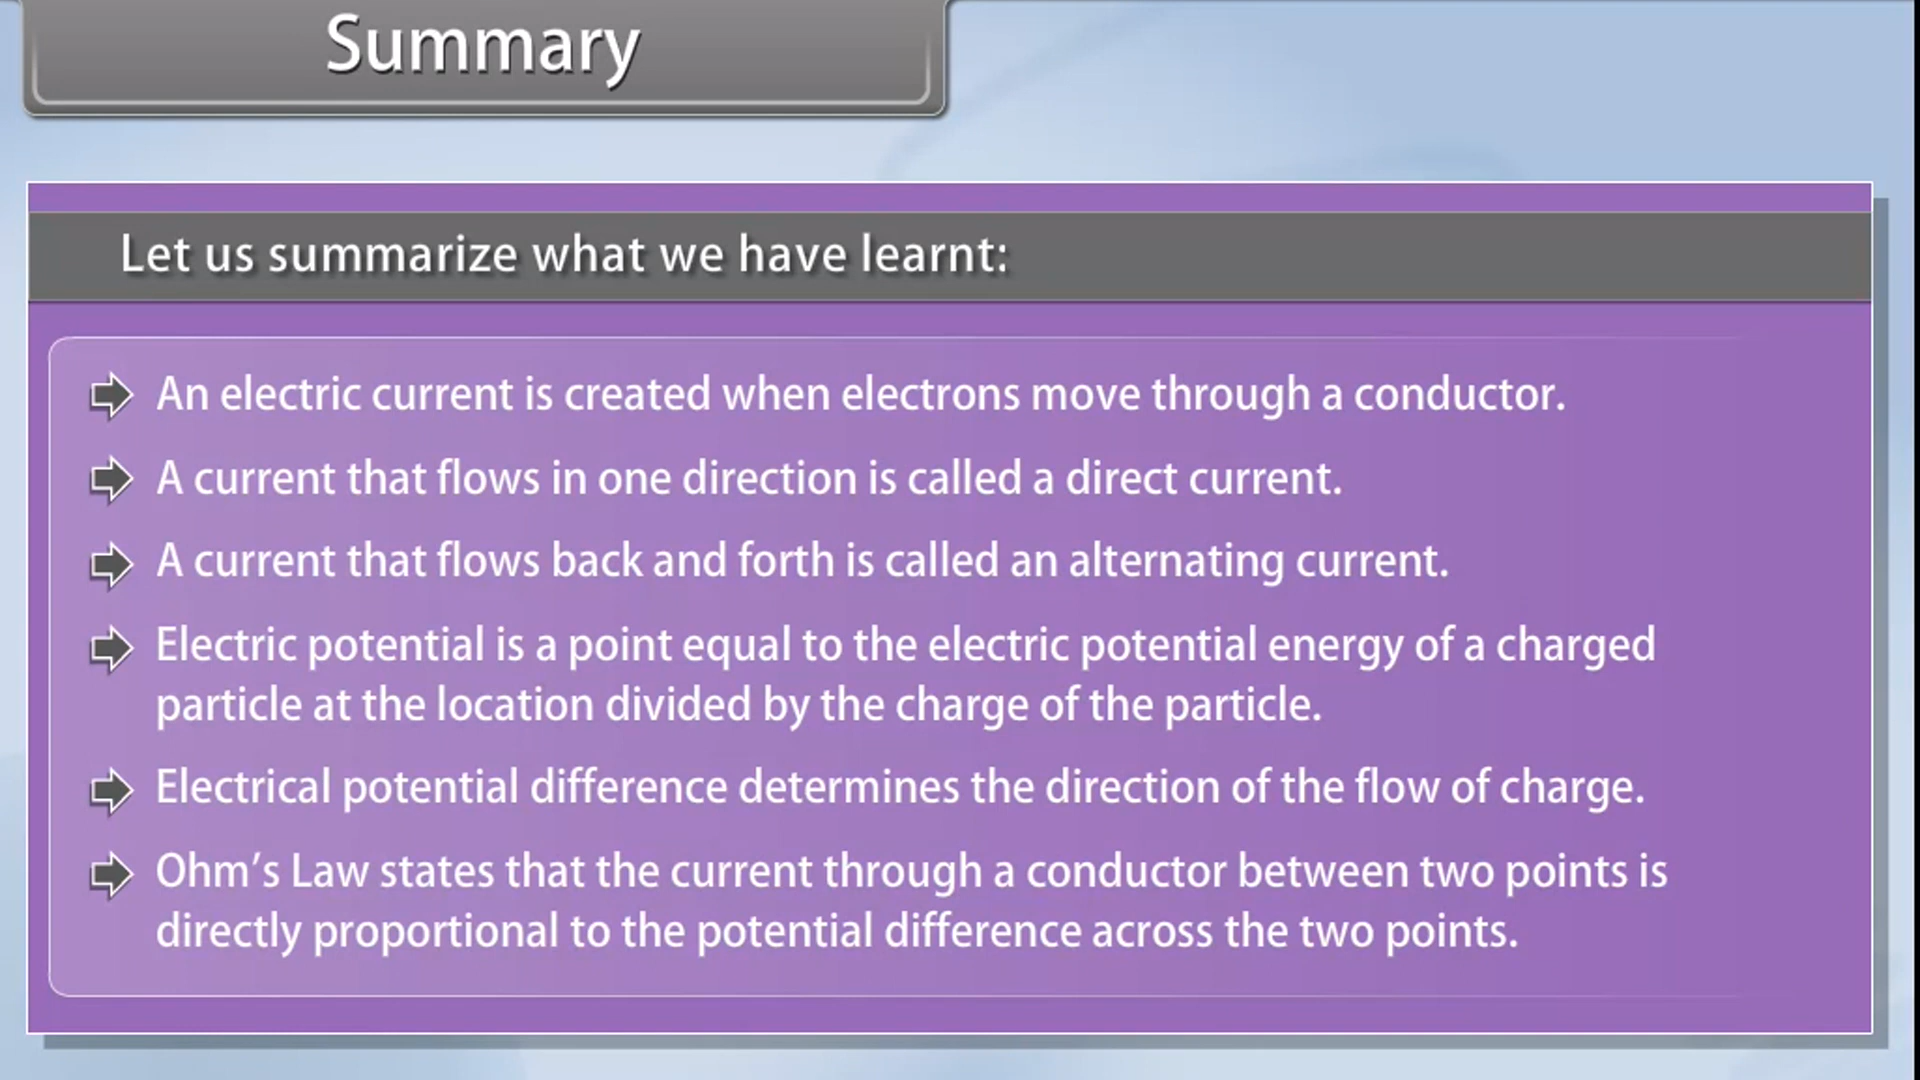 Summary
Let us summarize what we have learnt:
An electric current is created when electrons move through a conductor.
A current that flows in one direction is called a direct current.
A current that flows back and forth is called an alternating current.
Electric potential is a point equal to the electric potential energy of a charged
particle at the location divided by the charge of the particle.
Electrical potential difference determines the direction of the flow of charge.
Ohm’s Law states that the current through a conductor between two points is
directly proportional to the potential difference across the two points.